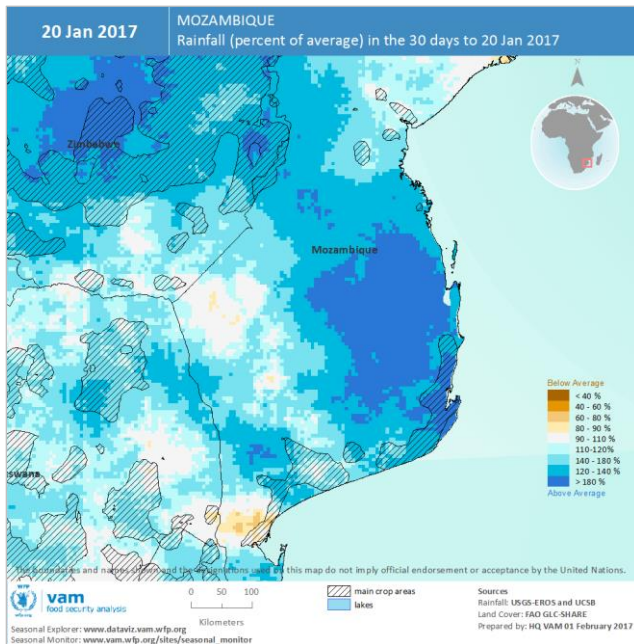 20 Jan 2017
MOZAMBIQUE
Rainfall (percent of average) in the 30 days to 20 Jan 2017
N
Zimbabwe
Mozambique
swana
Below Average
< 40 %
40 - 60 %
60 - 80 %
80 - 90 %
90 - 110 %
110-120%
140 - 180 %
120 - 140 %
> 180 %
Above Average
The boundaries and names shown and the designations used on this map do not imply official endorsement or acceptance by the United Nations.
WFP
wfp.org
vam
food security analysis
0 50 100
Kilometers
main crop areas
lakes
Sources
Rainfall: USGS-EROS and UCSB
Land Cover: FAO GLC-SHARE
Prepared by: HQ VAM 01 February 2017
Seasonal Explorer: www.dataviz.vam.wfp.org
Seasonal Monitor: www.vam.wfp.org/sites/seasonal_monitor